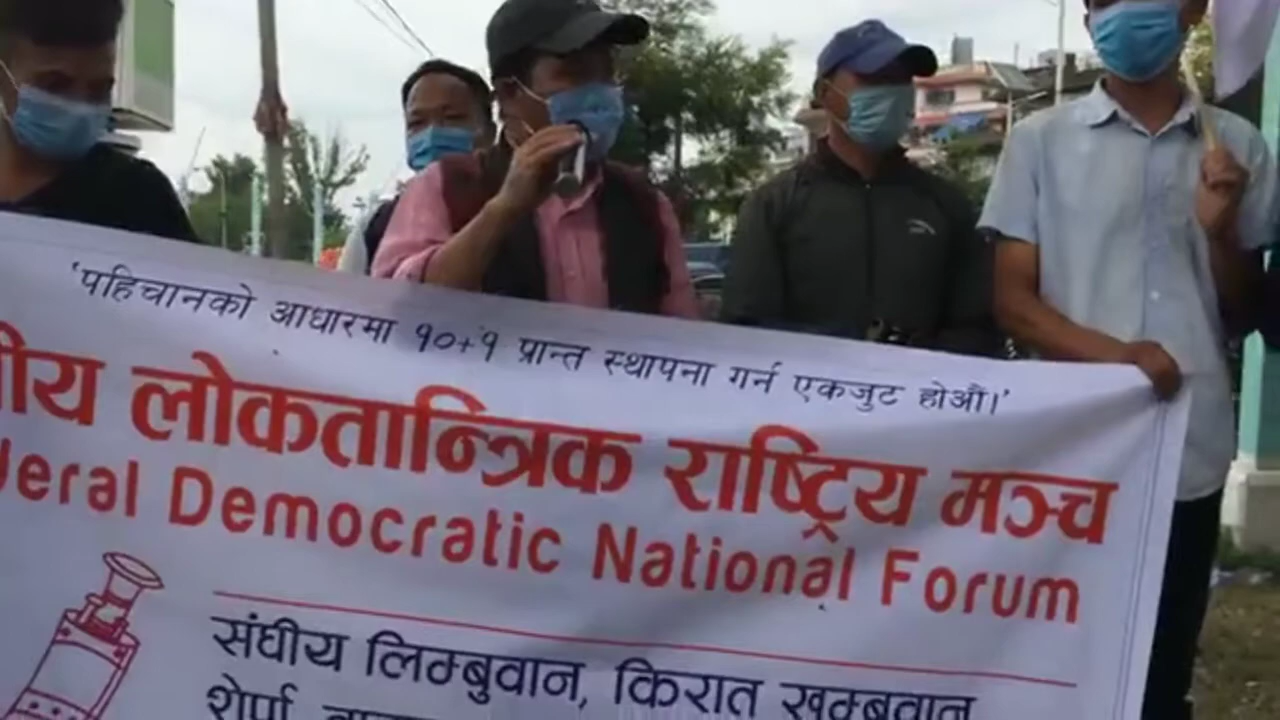 'पहिचानको आधारमा १०+१ प्रान्त स्थापना गर्न एकजुट होऔं।'
लोकतान्त्रिक राष्ट्रिय मञ्च
Democratic National Forum
संघीय लिम्बुवान, किरात खम्बुवान
शेर्पा